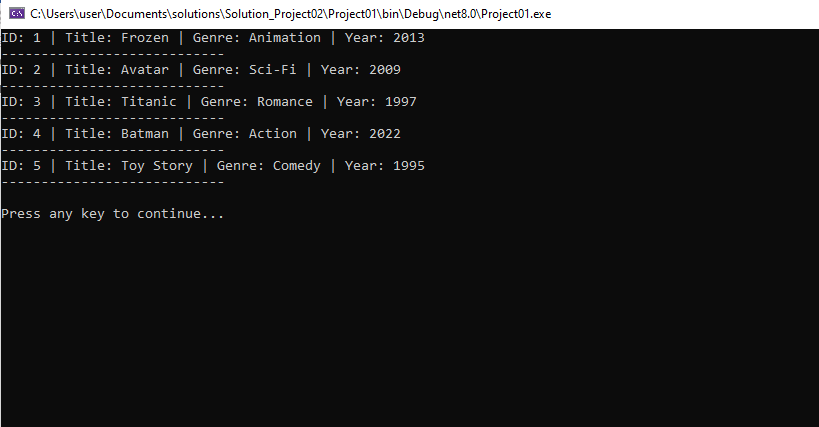 C:\Users\user\Documents\solutions\Solution_Project02\Project01\bin\Debug\net8.0\Project01.exe
ID: 1 | Title: Frozen | Genre: Animation | Year: 2013
----------------------------
ID: 2 | Title: Avatar | Genre: Sci-Fi | Year: 2009
----------------------------
ID: 3 | Title: Titanic | Genre: Romance | Year: 1997
----------------------------
ID: 4 | Title: Batman | Genre: Action | Year: 2022
----------------------------
ID: 5 | Title: Toy Story | Genre: Comedy | Year: 1995
----------------------------
Press any key to continue...